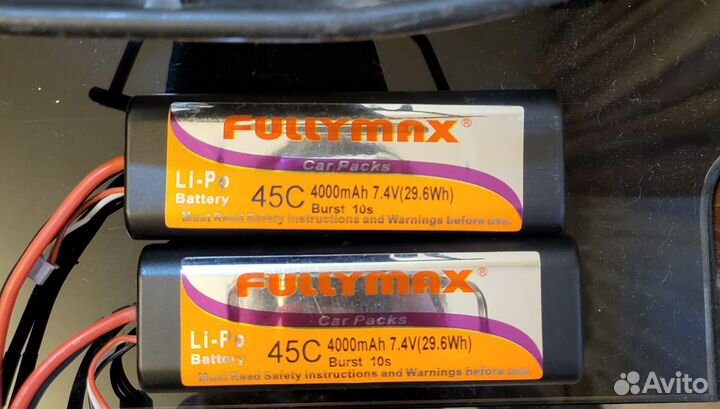 FULLYMAX®
Car Packs
Li-Po
Battery
45C 4000mAh 7.4V(29.6Wh)
Burst 10s
Must Read Safety Instructions and Warnings before use.
FULLYMAX®
Car Packs
Li-Po
Battery
45C 4000mAh 7.4V(29.6Wh)
Burst 10s
Must Read Safety Instructions and Warnings before use.
Avito